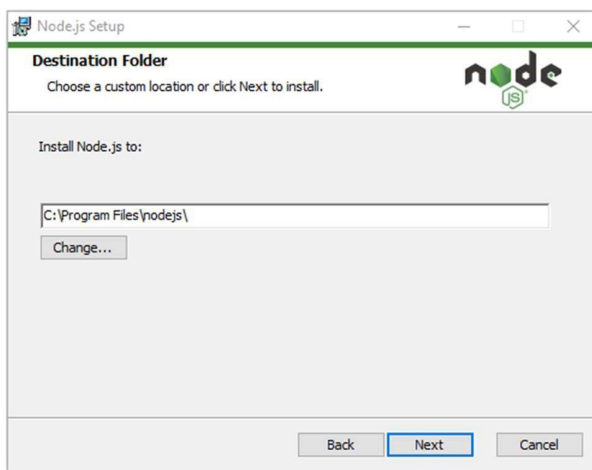 Node.js Setup
Destination Folder
Choose a custom location or click Next to install.
node
JS
Install Node.js to:
C:\Program Files\nodejs\
Change...
Back Next Cancel